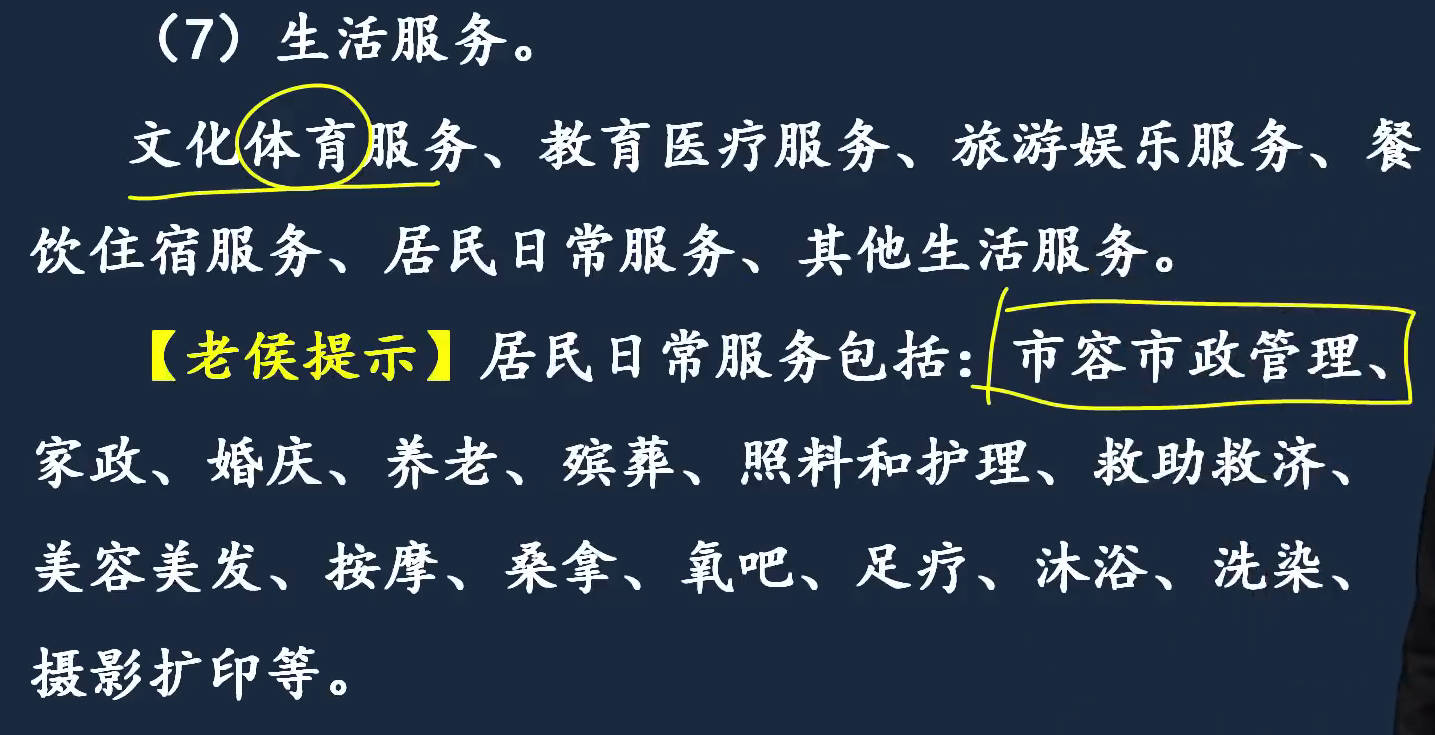 （7）生活服务。
文化体育服务、教育医疗服务、旅游娱乐服务、餐
饮住宿服务、居民日常服务、其他生活服务。
【老侯提示】居民日常服务包括：市容市政管理、
家政、婚庆、养老、殡葬、照料和护理、救助救济、
美容美发、按摩、桑拿、氧吧、足疗、沐浴、洗染、
摄影扩印等。